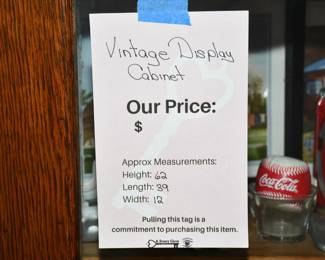 Vintage Display
Cabinet
Our Price:
$
Approx Measurements:
Height: 62
Length: 39
Width: 12
Pulling this tag is a
commitment to purchasing this item.
Coca-Cola